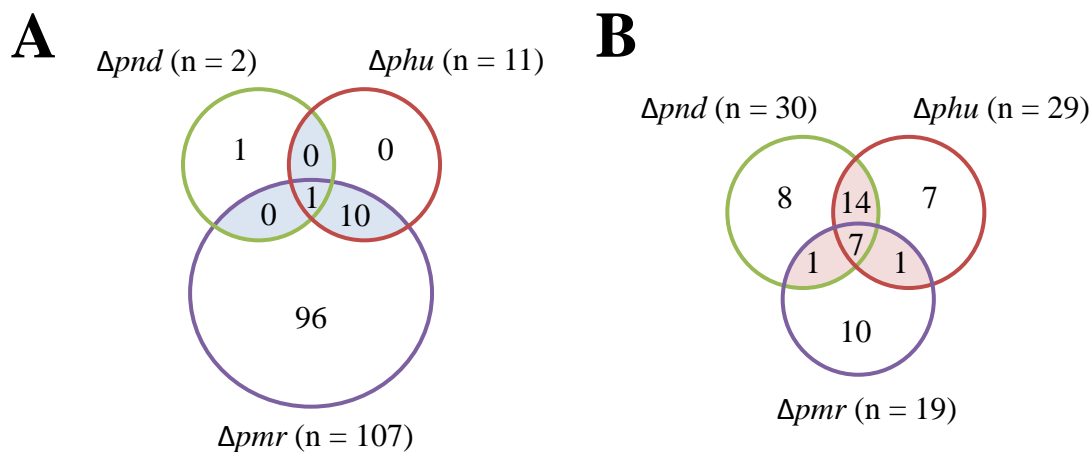 A
Δpnd (n = 2)
Δphu (n = 11)
1
0
0
0
1
10
96
Δpmr (n = 107)
B
Δpnd (n = 30)
Δphu (n = 29)
8
14
7
1
7
1
10
Δpmr (n = 19)